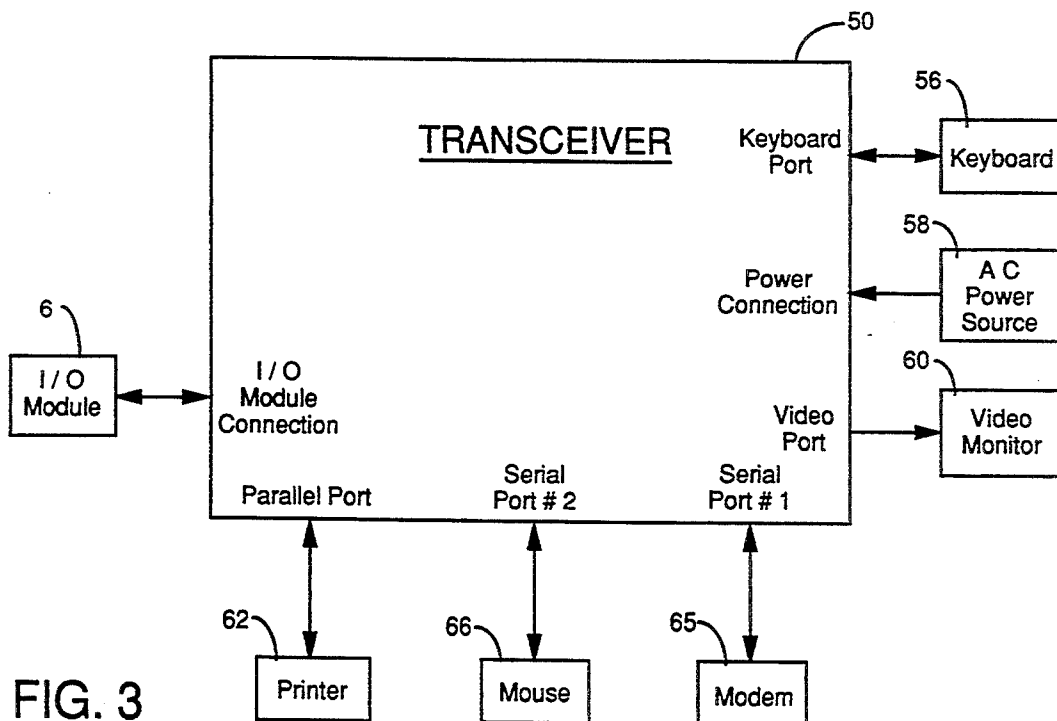 50
TRANSCEIVER
Keyboard
Port
56
Keyboard
58
A C
Power
Source
Power
Connection
6
I / O
Module
I / O
Module
Connection
60
Video
Monitor
Video
Port
Parallel Port
Serial
Port # 2
Serial
Port # 1
62
Printer
66
Mouse
65
Modem
FIG. 3